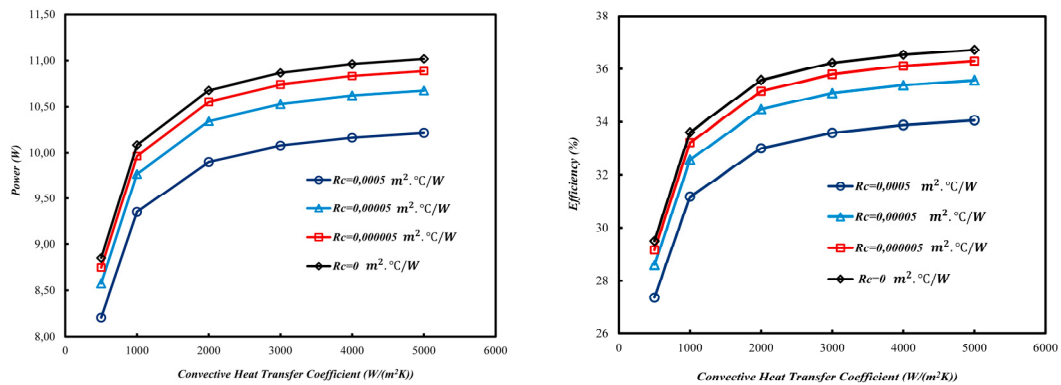 11,50
11,00
10,50
10,00
9,50
9,00
8,50
8,00
Power (W)
0 1000 2000 3000 4000 5000 6000
Convective Heat Transfer Coefficient (W/(m²K))
Rc=0,0005 m².°C/W
Rc=0,00005 m².°C/W
Rc=0,000005 m².°C/W
Rc=0 m².°C/W
38
36
34
32
30
28
26
Efficiency (%)
0 1000 2000 3000 4000 5000 6000
Convective Heat Transfer Coefficient (W/(m²K))
Rc=0,0005 m².°C/W
Rc=0,00005 m².°C/W
Rc=0,000005 m².°C/W
Rc=0 m².°C/W